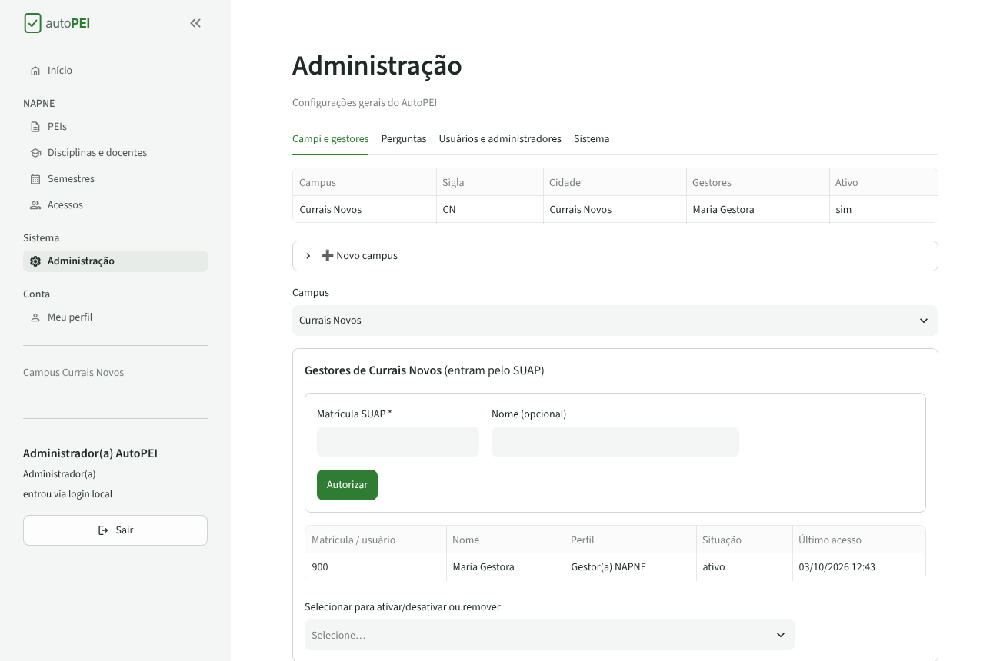 autoPEI
Início
NAPNE
PEIs
Disciplinas e docentes
Semestres
Acessos
Sistema
Administração
Conta
Meu perfil
Campus Currais Novos
Administrador(a) AutoPEI
Administrador(a)
entrou via login local
Sair
Administração
Configurações gerais do AutoPEI
Campi e gestores Perguntas Usuários e administradores Sistema
Campus Sigla Cidade Gestores Ativo
Currais Novos CN Currais Novos Maria Gestora sim
➕ Novo campus
Campus
Currais Novos
Gestores de Currais Novos (entram pelo SUAP)
Matrícula SUAP * Nome (opcional)
Autorizar
Matrícula / usuário Nome Perfil Situação Último acesso
900 Maria Gestora Gestor(a) NAPNE ativo 03/10/2026 12:43
Selecionar para ativar/desativar ou remover
Selecione…